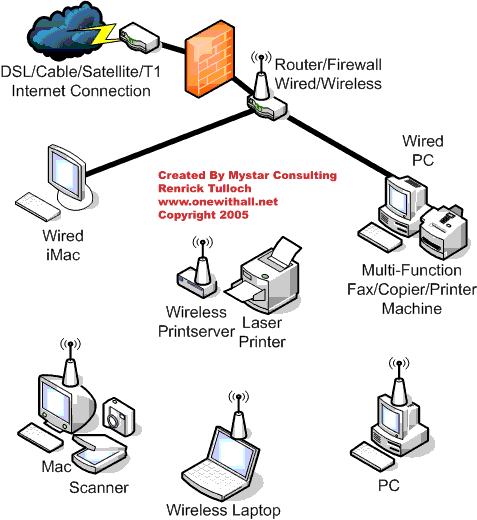 DSL/Cable/Satellite/T1
Internet Connection
Router/Firewall
Wired/Wireless
Wired
PC
Created By Mystar Consulting
Renrick Tulloch
www.onewithall.net
Copyright 2005
Wired
iMac
Multi-Function
Fax/Copier/Printer
Machine
Wireless
Printserver
Laser
Printer
Mac
Scanner
Wireless Laptop
PC